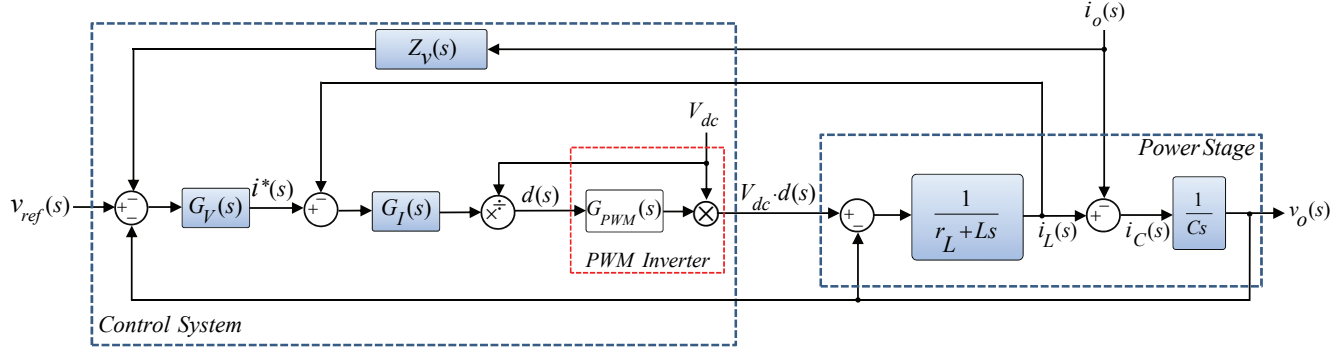 i_o(s)
Z_v(s)
V_dc
Power Stage
v_ref(s)
+
−
−
G_V(s)
i*(s)
+
−
G_I(s)
×
÷
d(s)
G_PWM(s)
×
V_dc·d(s)
+
−
1
r_L+Ls
i_L(s)
+
−
i_C(s)
1
Cs
v_o(s)
PWM Inverter
Control System